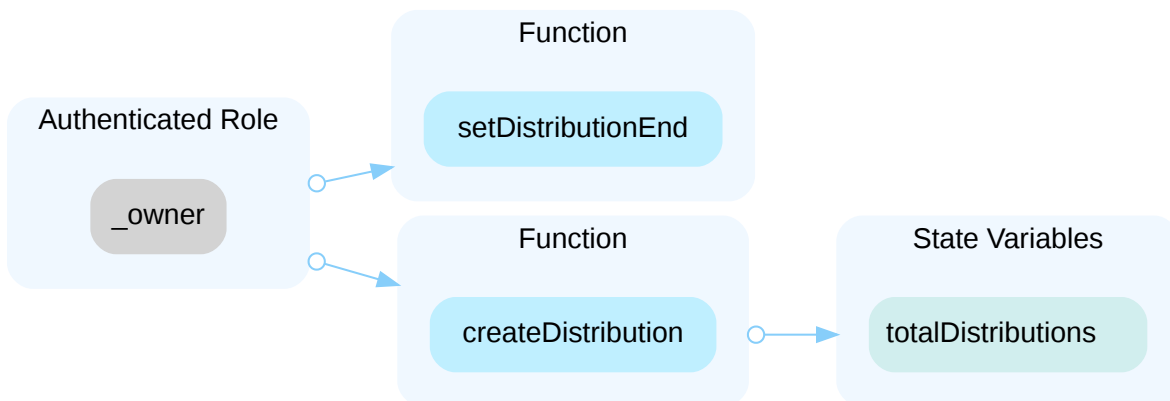 Authenticated Role
_owner
Function
setDistributionEnd
Function
createDistribution
State Variables
totalDistributions